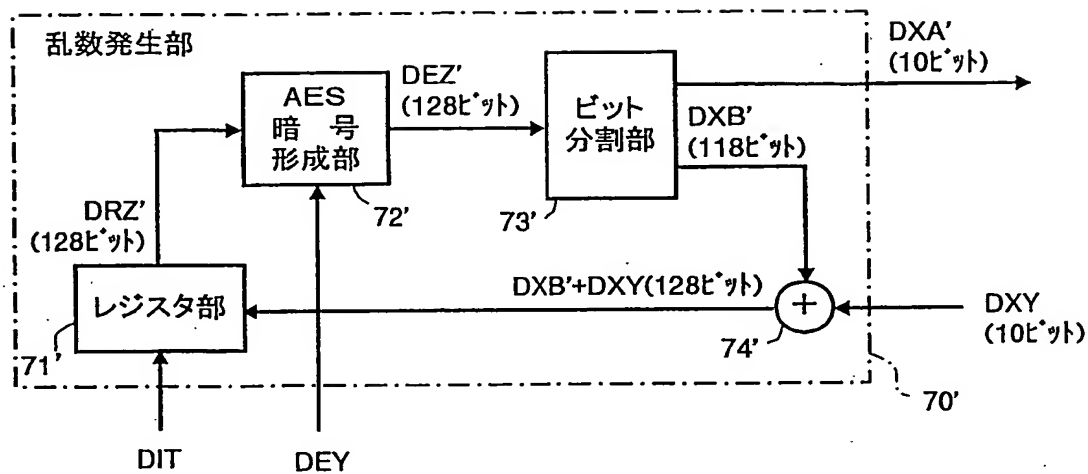 乱数発生部
DXA'
(10ビット)
AES
暗 号
形成部
DEZ'
(128ビット)
ビット
分割部
DXB'
(118ビット)
72'
73'
DRZ'
(128ビット)
レジスタ部
DXB'+DXY(128ビット)
+
DXY
(10ビット)
71'
74'
70'
DIT
DEY